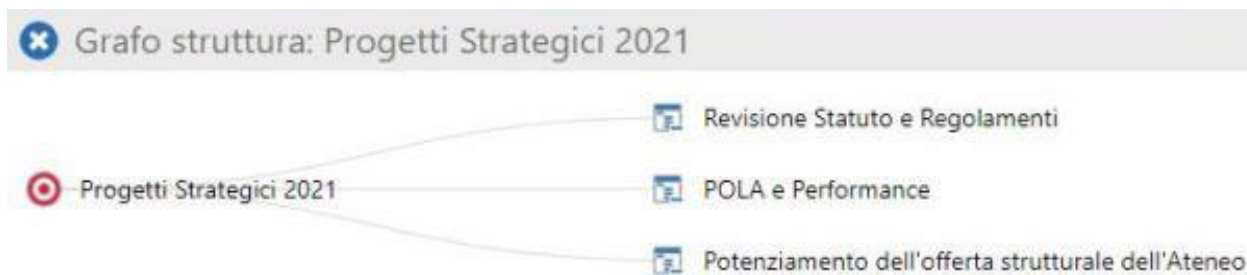 Grafo struttura: Progetti Strategici 2021
Revisione Statuto e Regolamenti
Progetti Strategici 2021
POLA e Performance
Potenziamento dell'offerta strutturale dell'Ateneo